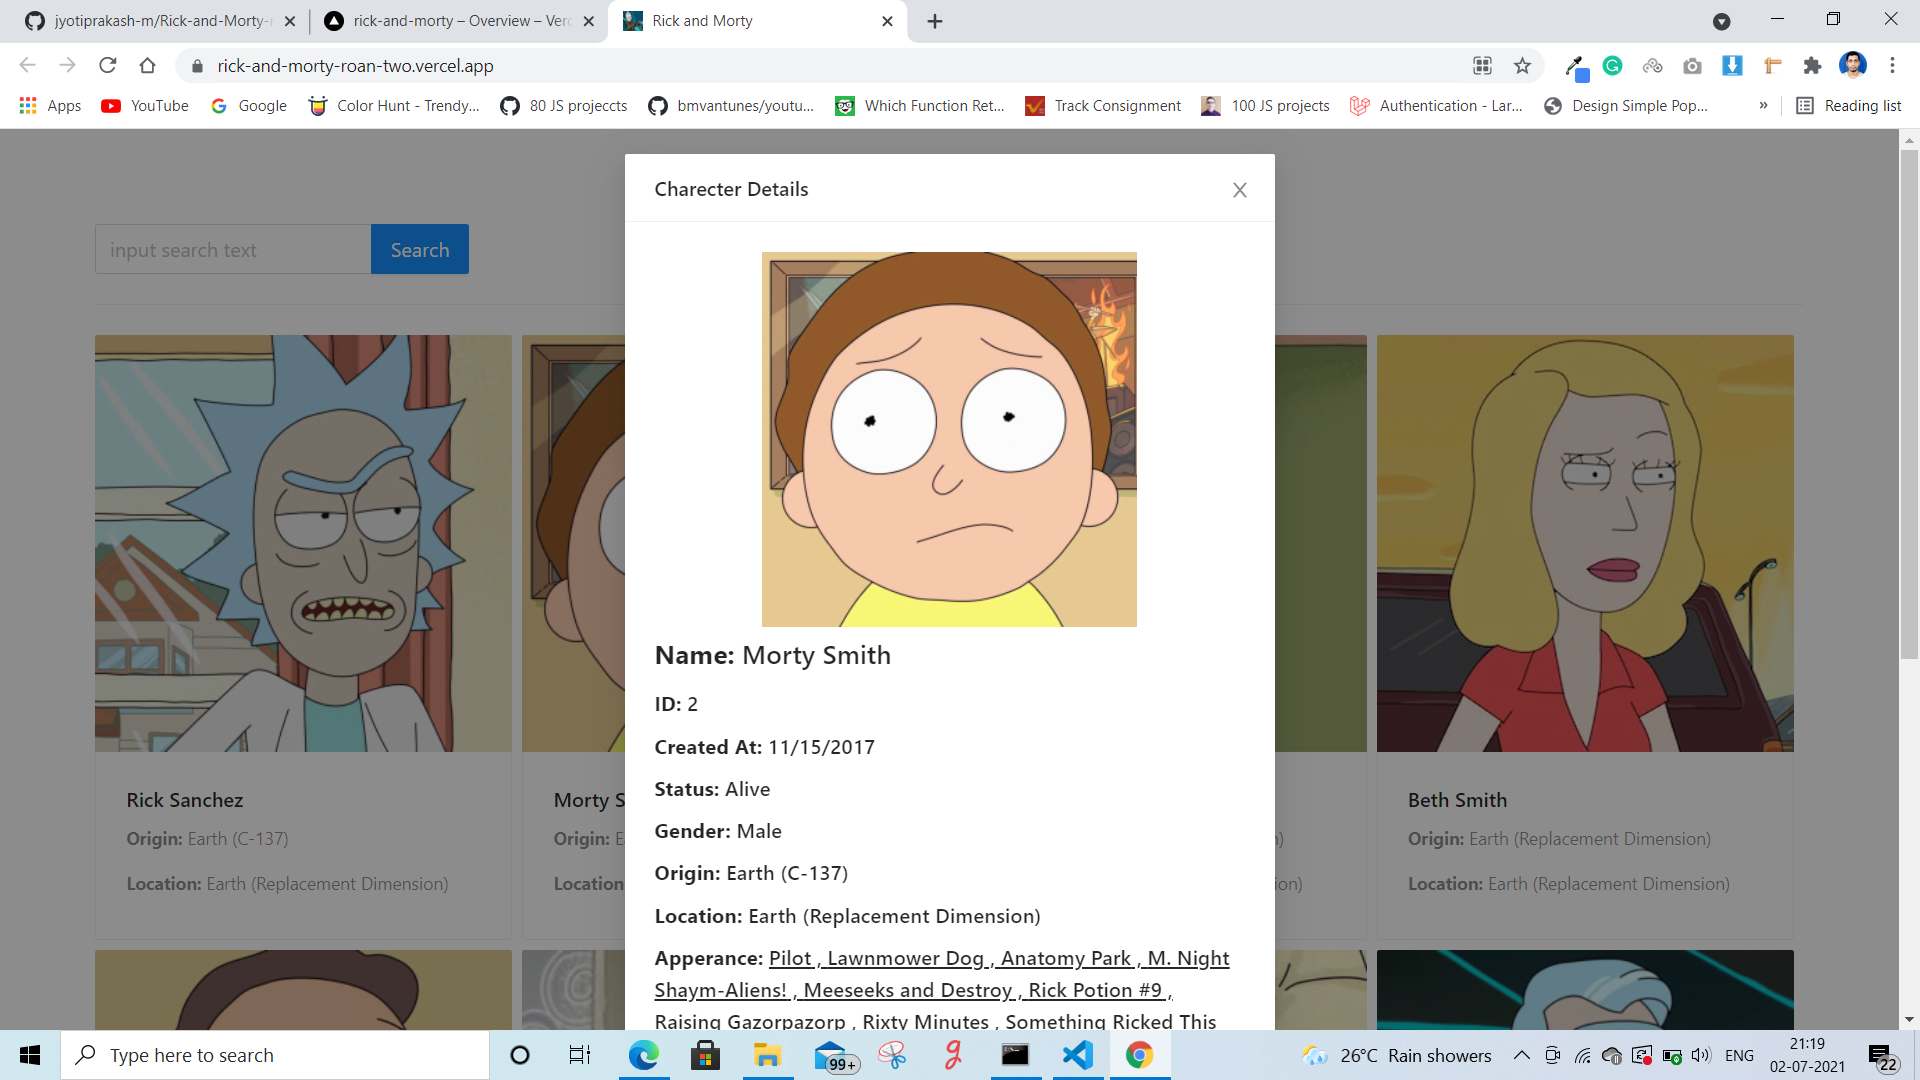 jyotiprakash-m/Rick-and-Morty-
rick-and-morty – Overview – Verc
Rick and Morty
rick-and-morty-roan-two.vercel.app
Apps
YouTube
Google
Color Hunt - Trendy...
80 JS projeccts
bmvantunes/youtu...
Which Function Ret...
Track Consignment
100 JS projects
Authentication - Lar...
Design Simple Pop...
»
Reading list
Charecter Details
input search text
Search
Name: Morty Smith
ID: 2
Created At: 11/15/2017
Status: Alive
Gender: Male
Origin: Earth (C-137)
Location: Earth (Replacement Dimension)
Apperance: Pilot , Lawnmower Dog , Anatomy Park , M. Night
Shaym-Aliens! , Meeseeks and Destroy , Rick Potion #9 ,
Raising Gazorpazorp , Rixty Minutes , Something Ricked This
Rick Sanchez
Origin: Earth (C-137)
Location: Earth (Replacement Dimension)
Morty S
Origin: E
Location
)
ion)
Beth Smith
Origin: Earth (Replacement Dimension)
Location: Earth (Replacement Dimension)
Type here to search
99+
26°C Rain showers
ENG
21:19
02-07-2021
22